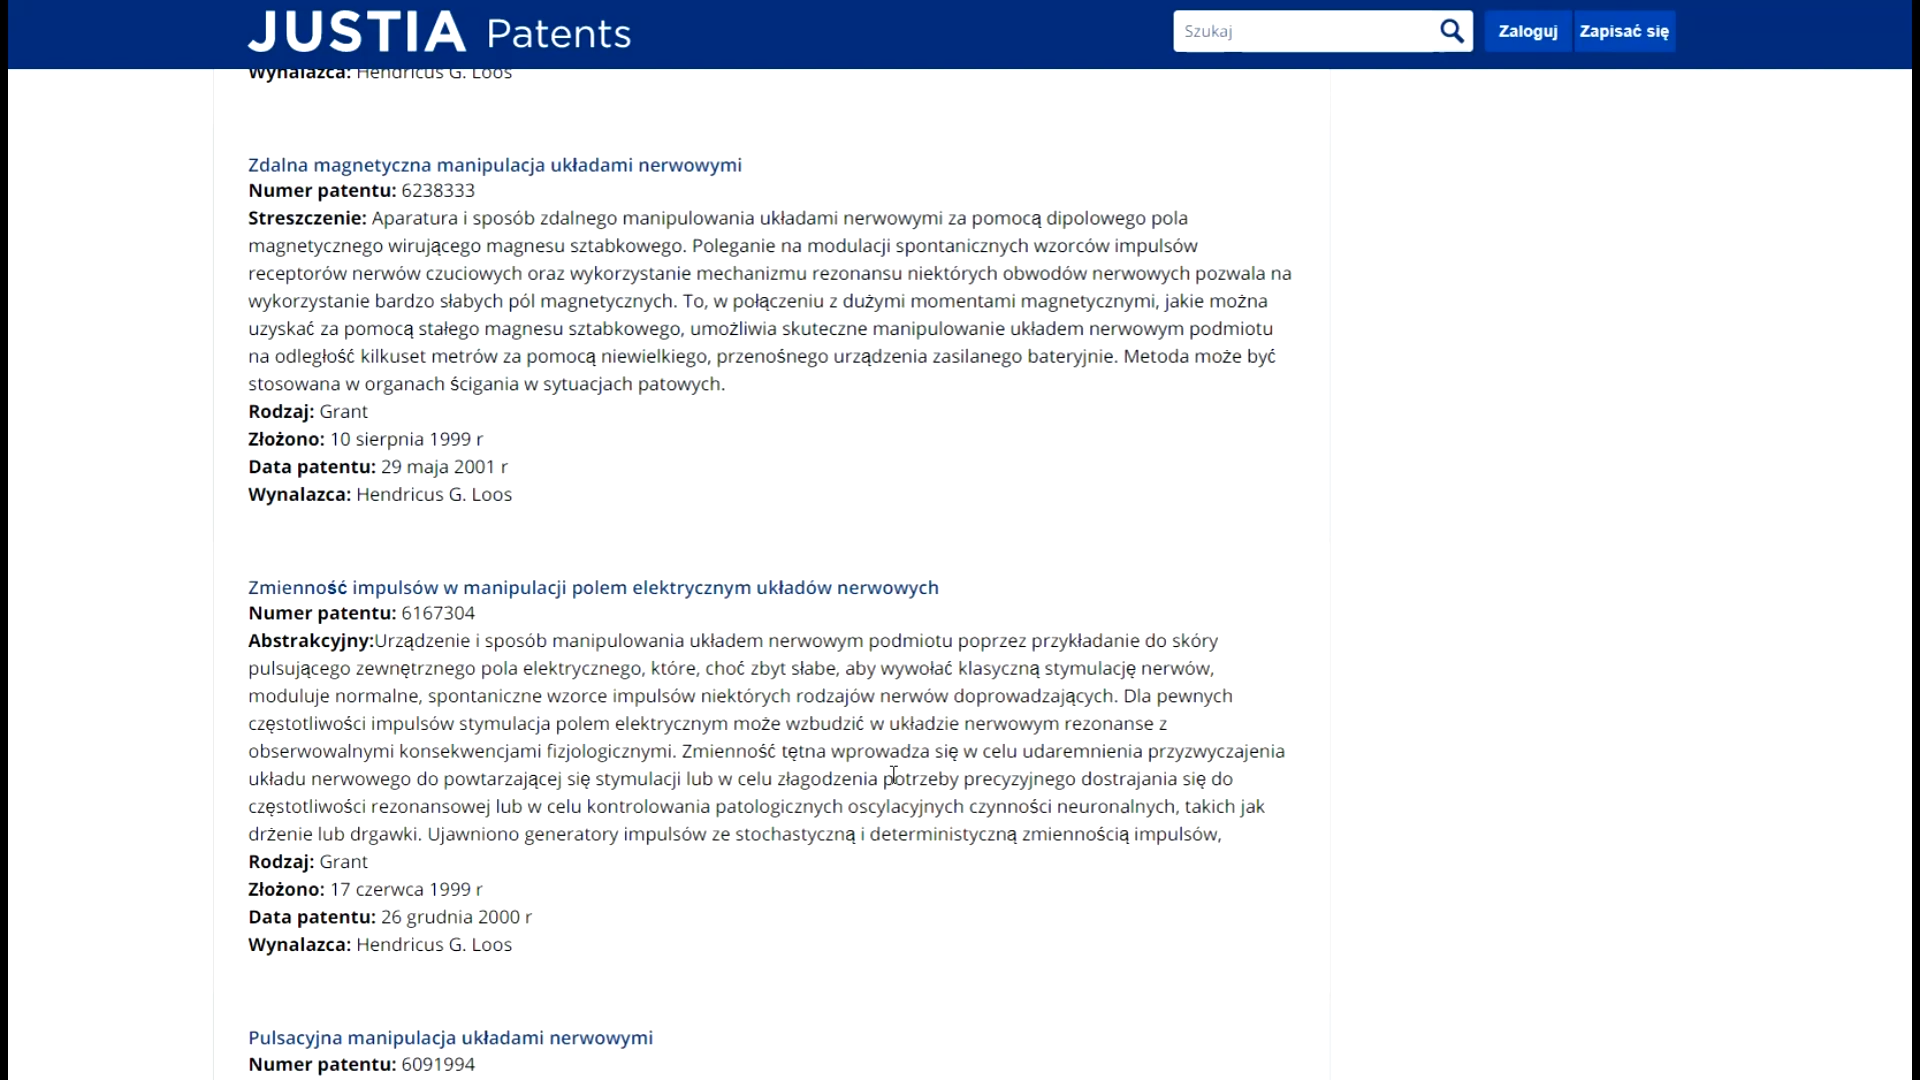 JUSTIA Patents
Szukaj
Zaloguj
Zapisać się
Wynalazca: Hendricus G. Loos
Zdalna magnetyczna manipulacja układami nerwowymi
Numer patentu: 6238333
Streszczenie: Aparatura i sposób zdalnego manipulowania układami nerwowymi za pomocą dipolowego pola
magnetycznego wirującego magnesu sztabkowego. Poleganie na modulacji spontanicznych wzorców impulsów
receptorów nerwów czuciowych oraz wykorzystanie mechanizmu rezonansu niektórych obwodów nerwowych pozwala na
wykorzystanie bardzo słabych pól magnetycznych. To, w połączeniu z dużymi momentami magnetycznymi, jakie można
uzyskać za pomocą stałego magnesu sztabkowego, umożliwia skuteczne manipulowanie układem nerwowym podmiotu
na odległość kilkuset metrów za pomocą niewielkiego, przenośnego urządzenia zasilanego bateryjnie. Metoda może być
stosowana w organach ścigania w sytuacjach patowych.
Rodzaj: Grant
Złożono: 10 sierpnia 1999 r
Data patentu: 29 maja 2001 r
Wynalazca: Hendricus G. Loos
Zmienność impulsów w manipulacji polem elektrycznym układów nerwowych
Numer patentu: 6167304
Abstrakcyjny:Urządzenie i sposób manipulowania układem nerwowym podmiotu poprzez przykładanie do skóry
pulsującego zewnętrznego pola elektrycznego, które, choć zbyt słabe, aby wywołać klasyczną stymulację nerwów,
moduluje normalne, spontaniczne wzorce impulsów niektórych rodzajów nerwów doprowadzających. Dla pewnych
częstotliwości impulsów stymulacja polem elektrycznym może wzbudzić w układzie nerwowym rezonanse z
obserwowalnymi konsekwencjami fizjologicznymi. Zmienność tętna wprowadza się w celu udaremnienia przyzwyczajenia
układu nerwowego do powtarzającej się stymulacji lub w celu złagodzenia potrzeby precyzyjnego dostrajania się do
częstotliwości rezonansowej lub w celu kontrolowania patologicznych oscylacyjnych czynności neuronalnych, takich jak
drżenie lub drgawki. Ujawniono generatory impulsów ze stochastyczną i deterministyczną zmiennością impulsów,
Rodzaj: Grant
Złożono: 17 czerwca 1999 r
Data patentu: 26 grudnia 2000 r
Wynalazca: Hendricus G. Loos
Pulsacyjna manipulacja układami nerwowymi
Numer patentu: 6091994